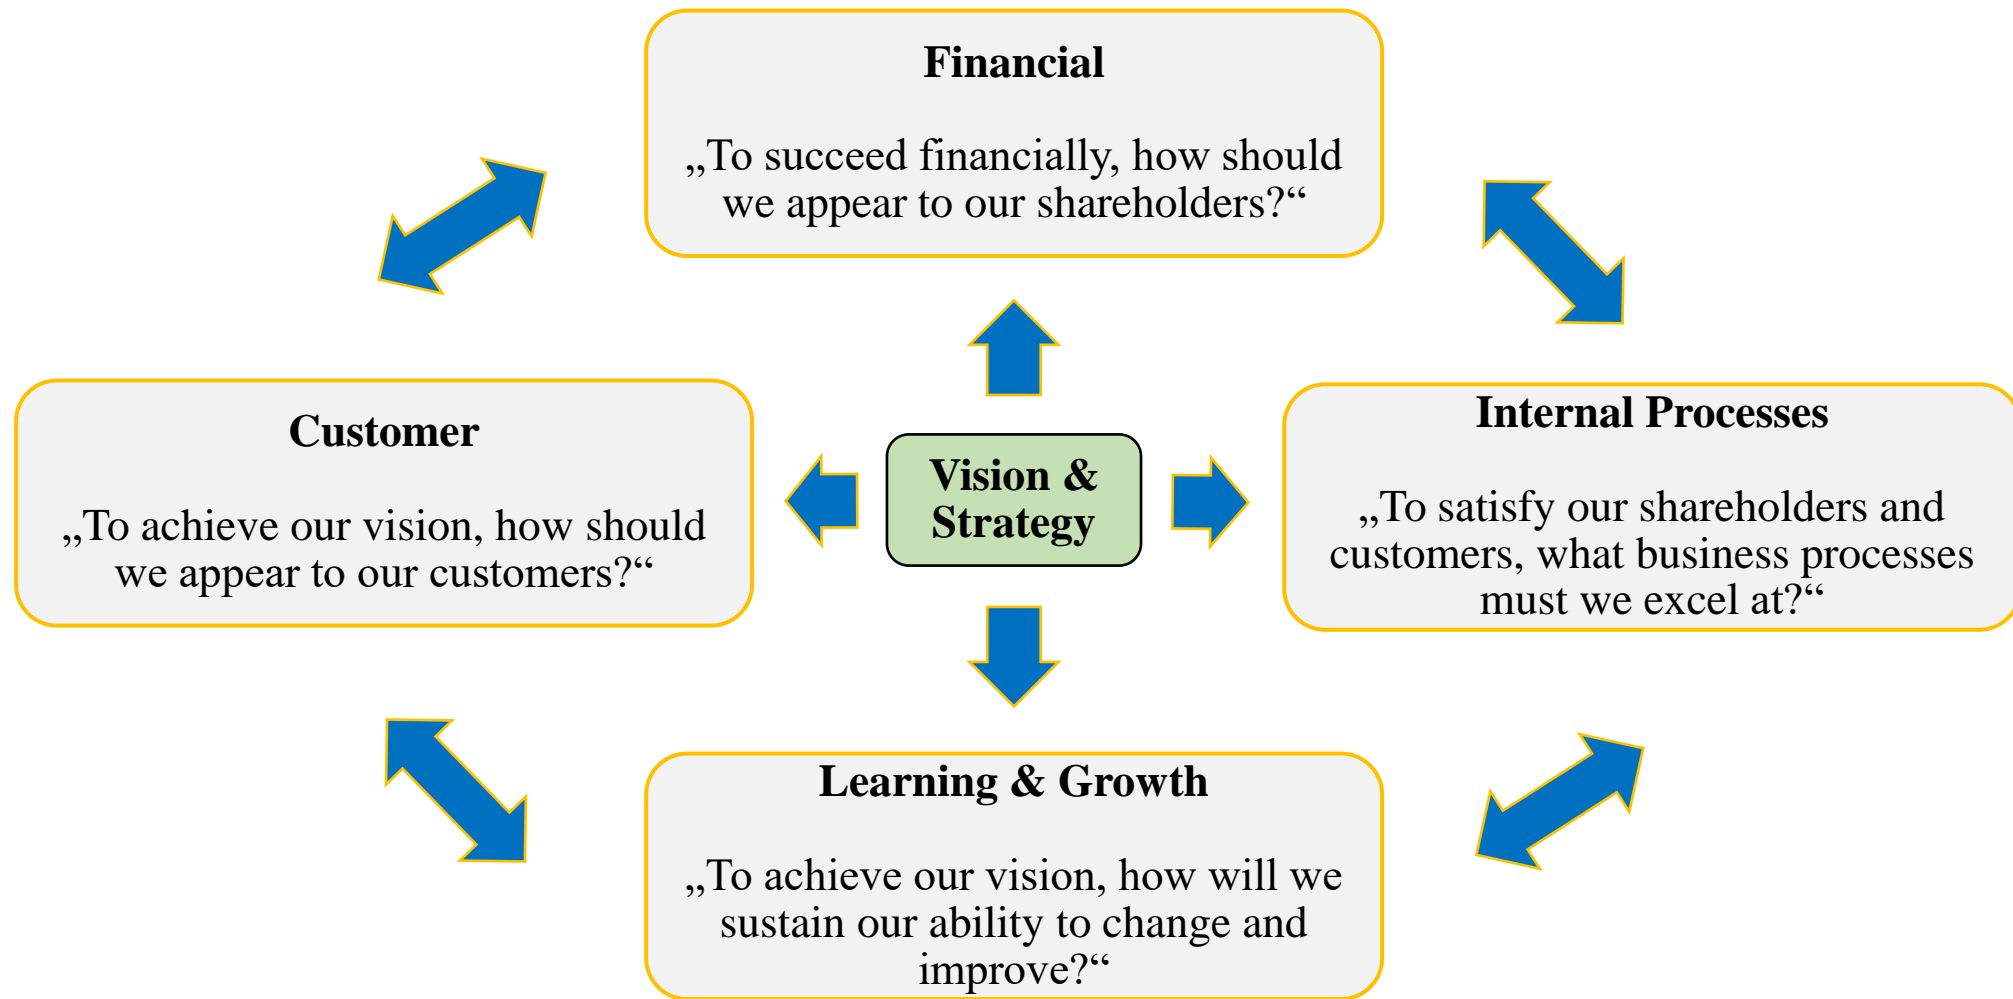 Financial
„To succeed financially, how should
we appear to our shareholders?“
Customer
„To achieve our vision, how should
we appear to our customers?“
Vision &
Strategy
Internal Processes
„To satisfy our shareholders and
customers, what business processes
must we excel at?“
Learning & Growth
„To achieve our vision, how will we
sustain our ability to change and
improve?“